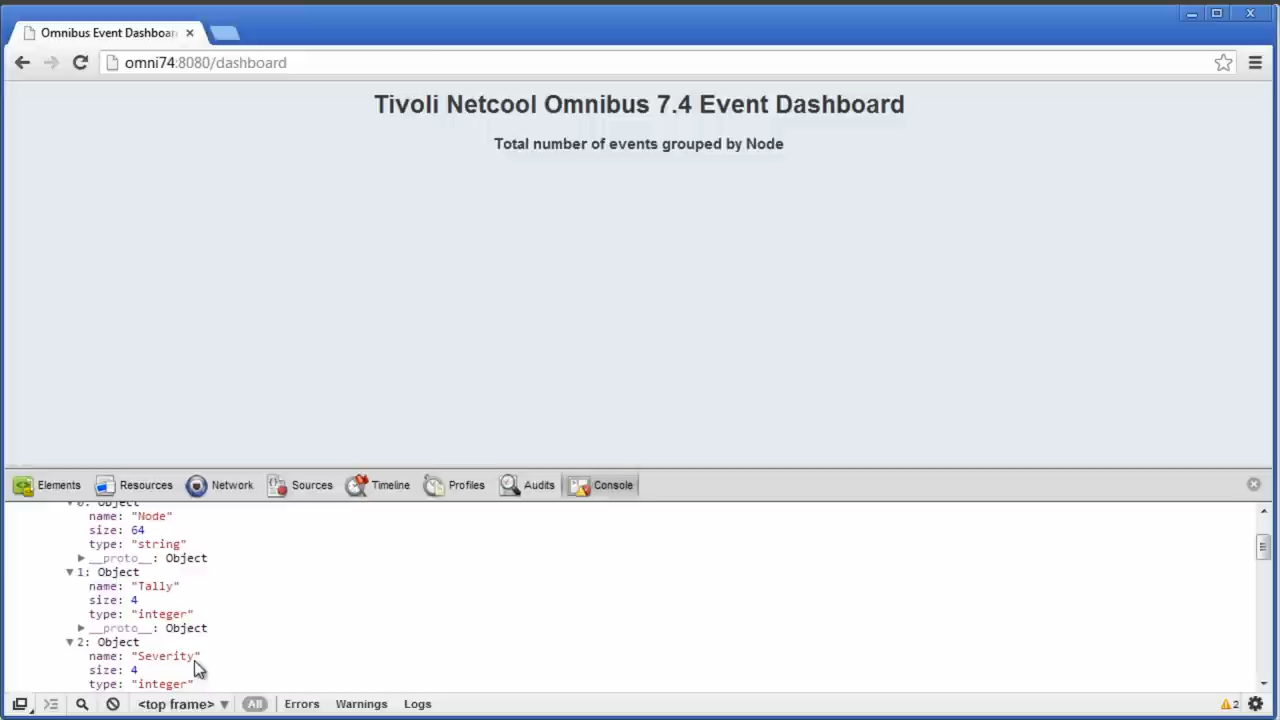 Omnibus Event Dashboar
omni74:8080/dashboard
Tivoli Netcool Omnibus 7.4 Event Dashboard
Total number of events grouped by Node
Elements Resources Network Sources Timeline Profiles Audits Console
0: Object
name: "Node"
size: 64
type: "string"
__proto__: Object
1: Object
name: "Tally"
size: 4
type: "integer"
__proto__: Object
2: Object
name: "Severity"
size: 4
type: "integer"
<top frame> All Errors Warnings Logs 2